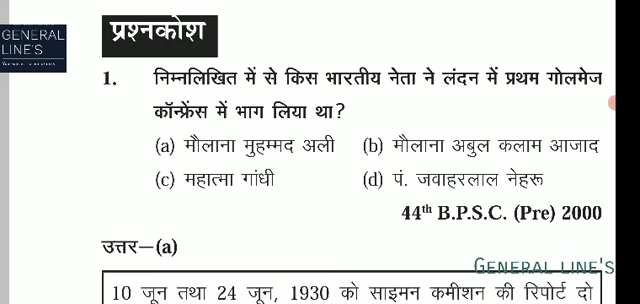 GENERAL
LINE'S
प्रश्नकोश
1. निम्नलिखित में से किस भारतीय नेता ने लंदन में प्रथम गोलमेज
कॉन्फ्रेंस में भाग लिया था?
(a) मौलाना मुहम्मद अली (b) मौलाना अबुल कलाम आजाद
(c) महात्मा गांधी (d) पं. जवाहरलाल नेहरू
44th B.P.S.C. (Pre) 2000
उत्तर—(a)
GENERAL LINE'S
10 जून तथा 24 जून, 1930 को साइमन कमीशन की रिपोर्ट दो